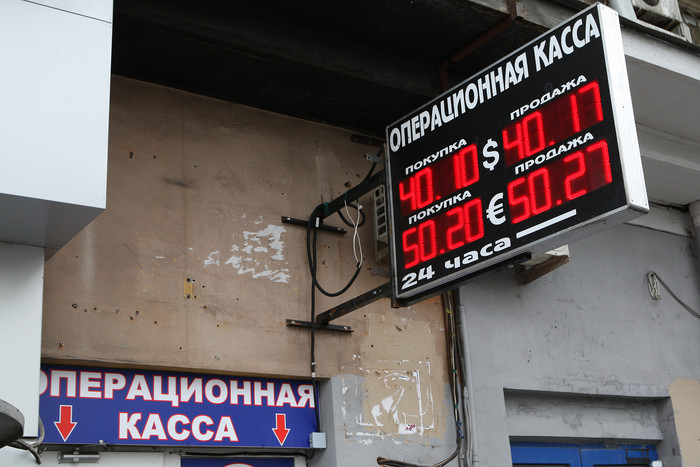 ОПЕРАЦИОННАЯ КАССА
ПОКУПКА ПРОДАЖА
40.10 $ 40.17
ПОКУПКА ПРОДАЖА
50.20 € 50.27
24 часа
ОПЕРАЦИОННАЯ
КАССА